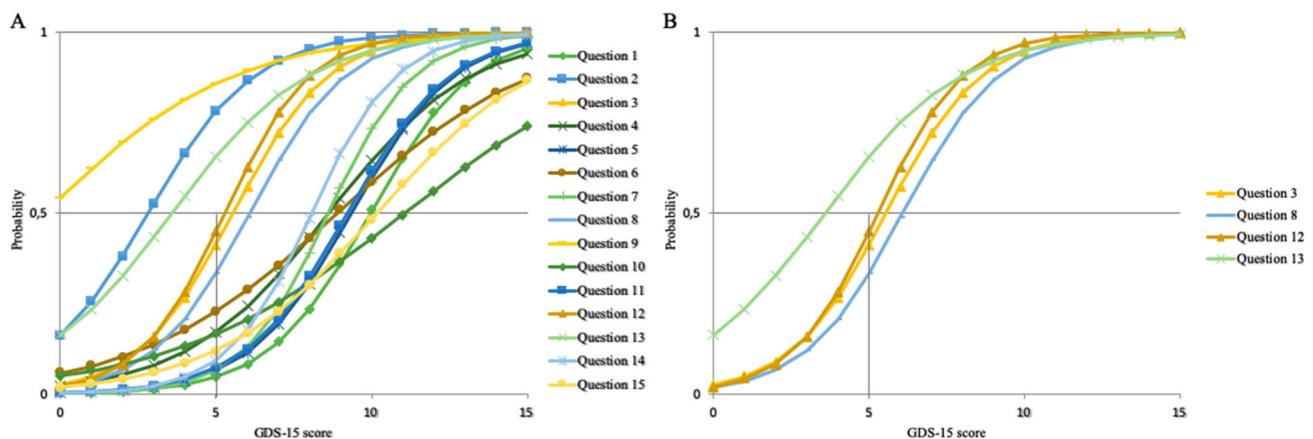 A
1
0,5
0
Probability
0
5
10
15
GDS-15 score
Question 1
Question 2
Question 3
Question 4
Question 5
Question 6
Question 7
Question 8
Question 9
Question 10
Question 11
Question 12
Question 13
Question 14
Question 15
B
1
0,5
0
Probability
0
5
10
15
GDS-15 score
Question 3
Question 8
Question 12
Question 13